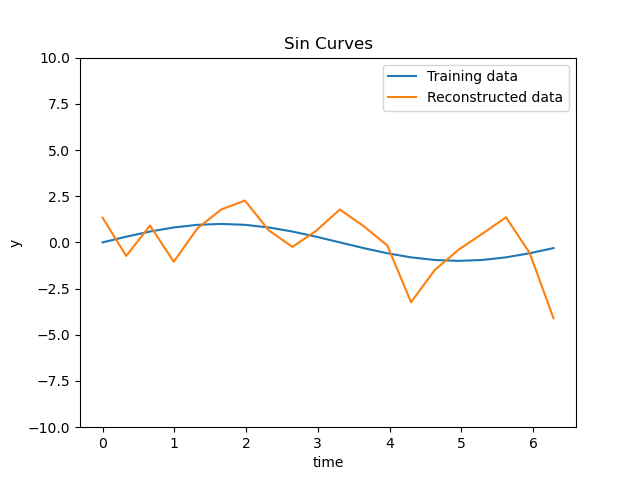 Sin Curves
10.0
7.5
5.0
2.5
0.0
−2.5
−5.0
−7.5
−10.0
y
Training data
Reconstructed data
0 1 2 3 4 5 6
time